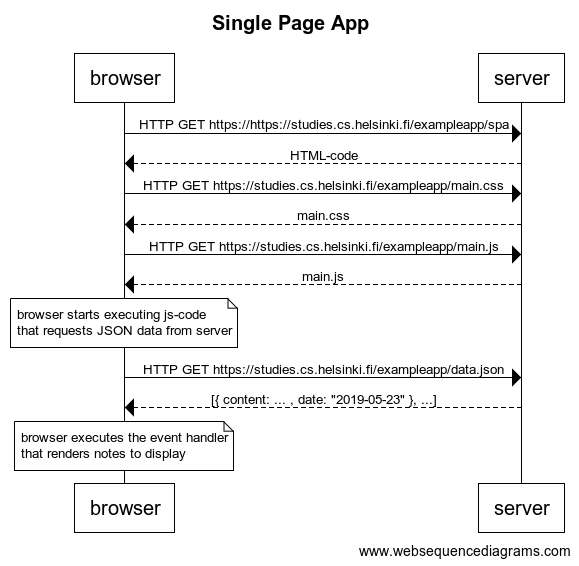 Single Page App
browser
server
HTTP GET https://https://studies.cs.helsinki.fi/exampleapp/spa
HTML-code
HTTP GET https://studies.cs.helsinki.fi/exampleapp/main.css
main.css
HTTP GET https://studies.cs.helsinki.fi/exampleapp/main.js
main.js
browser starts executing js-code
that requests JSON data from server
HTTP GET https://studies.cs.helsinki.fi/exampleapp/data.json
[{ content: ... , date: "2019-05-23" }, ...]
browser executes the event handler
that renders notes to display
browser
server
www.websequencediagrams.com